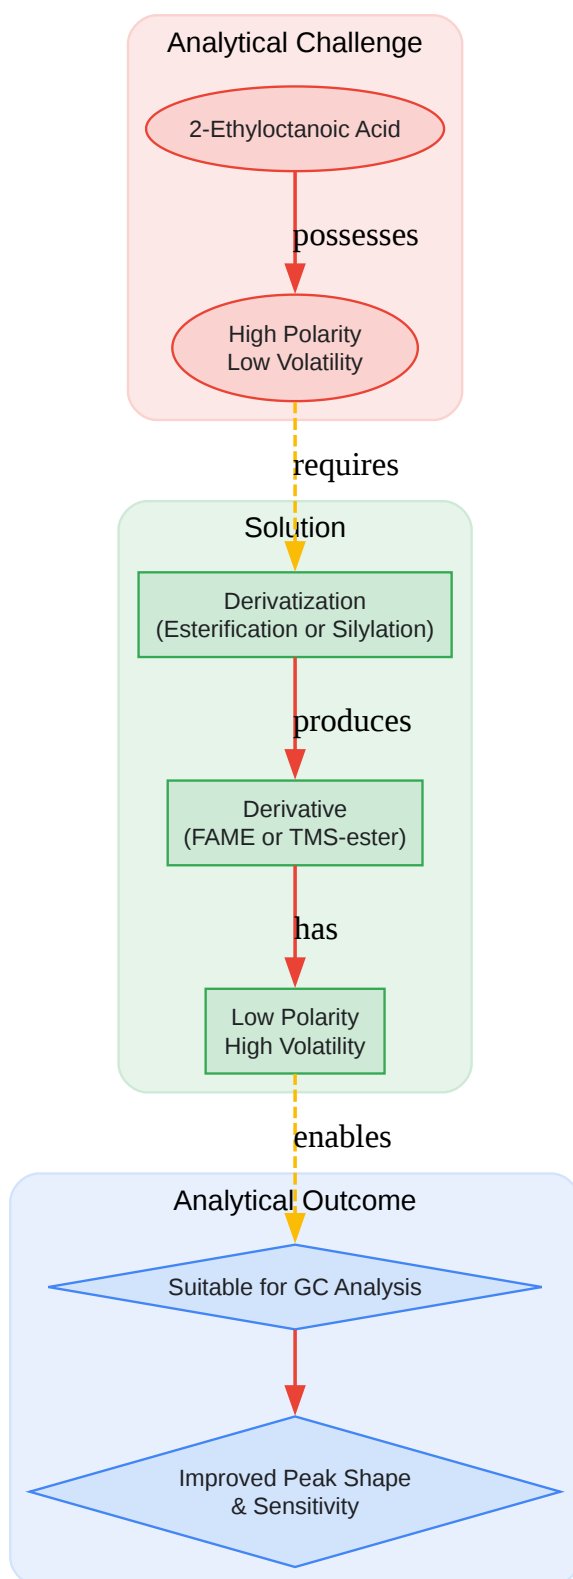 Analytical Challenge
2-Ethyloctanoic Acid
possesses
High Polarity
Low Volatility
requires
Solution
Derivatization
(Esterification or Silylation)
produces
Derivative
(FAME or TMS-ester)
has
Low Polarity
High Volatility
enables
Analytical Outcome
Suitable for GC Analysis
Improved Peak Shape
& Sensitivity